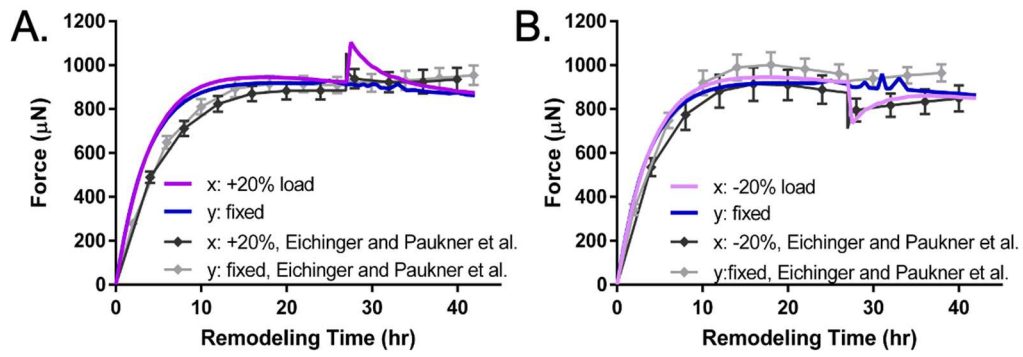 A.
1200
1000
800
600
400
200
0
Force (µN)
x: +20% load
y: fixed
x: +20%, Eichinger and Paukner et al.
y: fixed, Eichinger and Paukner et al.
0 10 20 30 40
Remodeling Time (hr)
B.
1200
1000
800
600
400
200
0
Force (µN)
x: -20% load
y: fixed
x: -20%, Eichinger and Paukner et al.
y:fixed, Eichinger and Paukner et al.
0 10 20 30 40
Remodeling Time (hr)